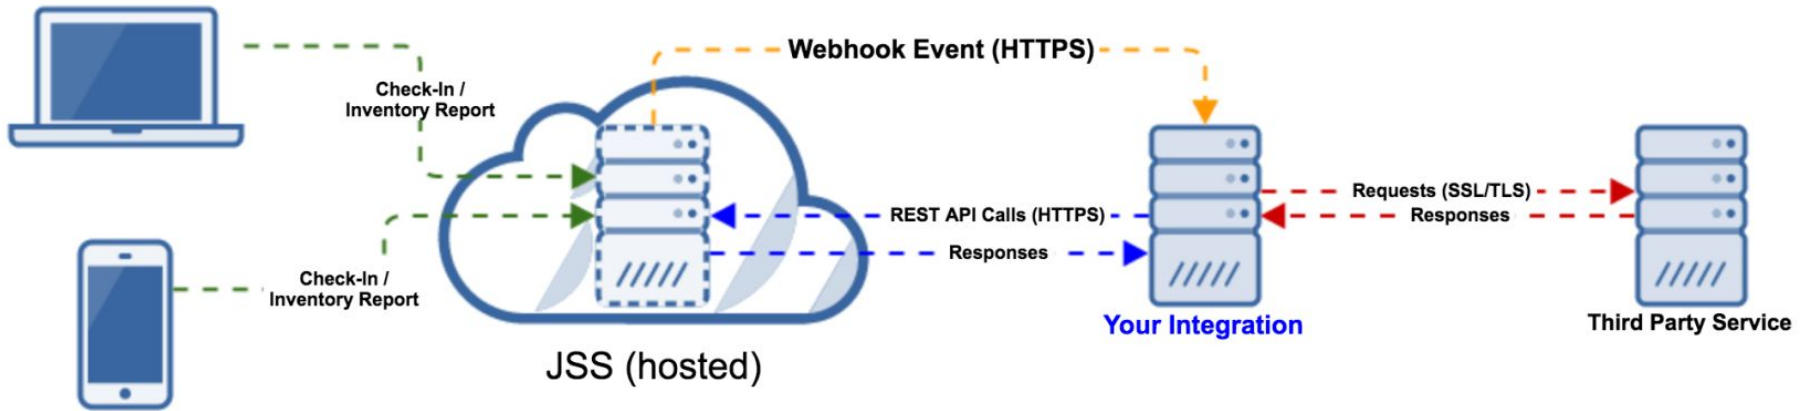 Webhook Event (HTTPS)
Check-In /
Inventory Report
REST API Calls (HTTPS)
Responses
Requests (SSL/TLS)
Responses
Check-In /
Inventory Report
Your Integration
Third Party Service
JSS (hosted)